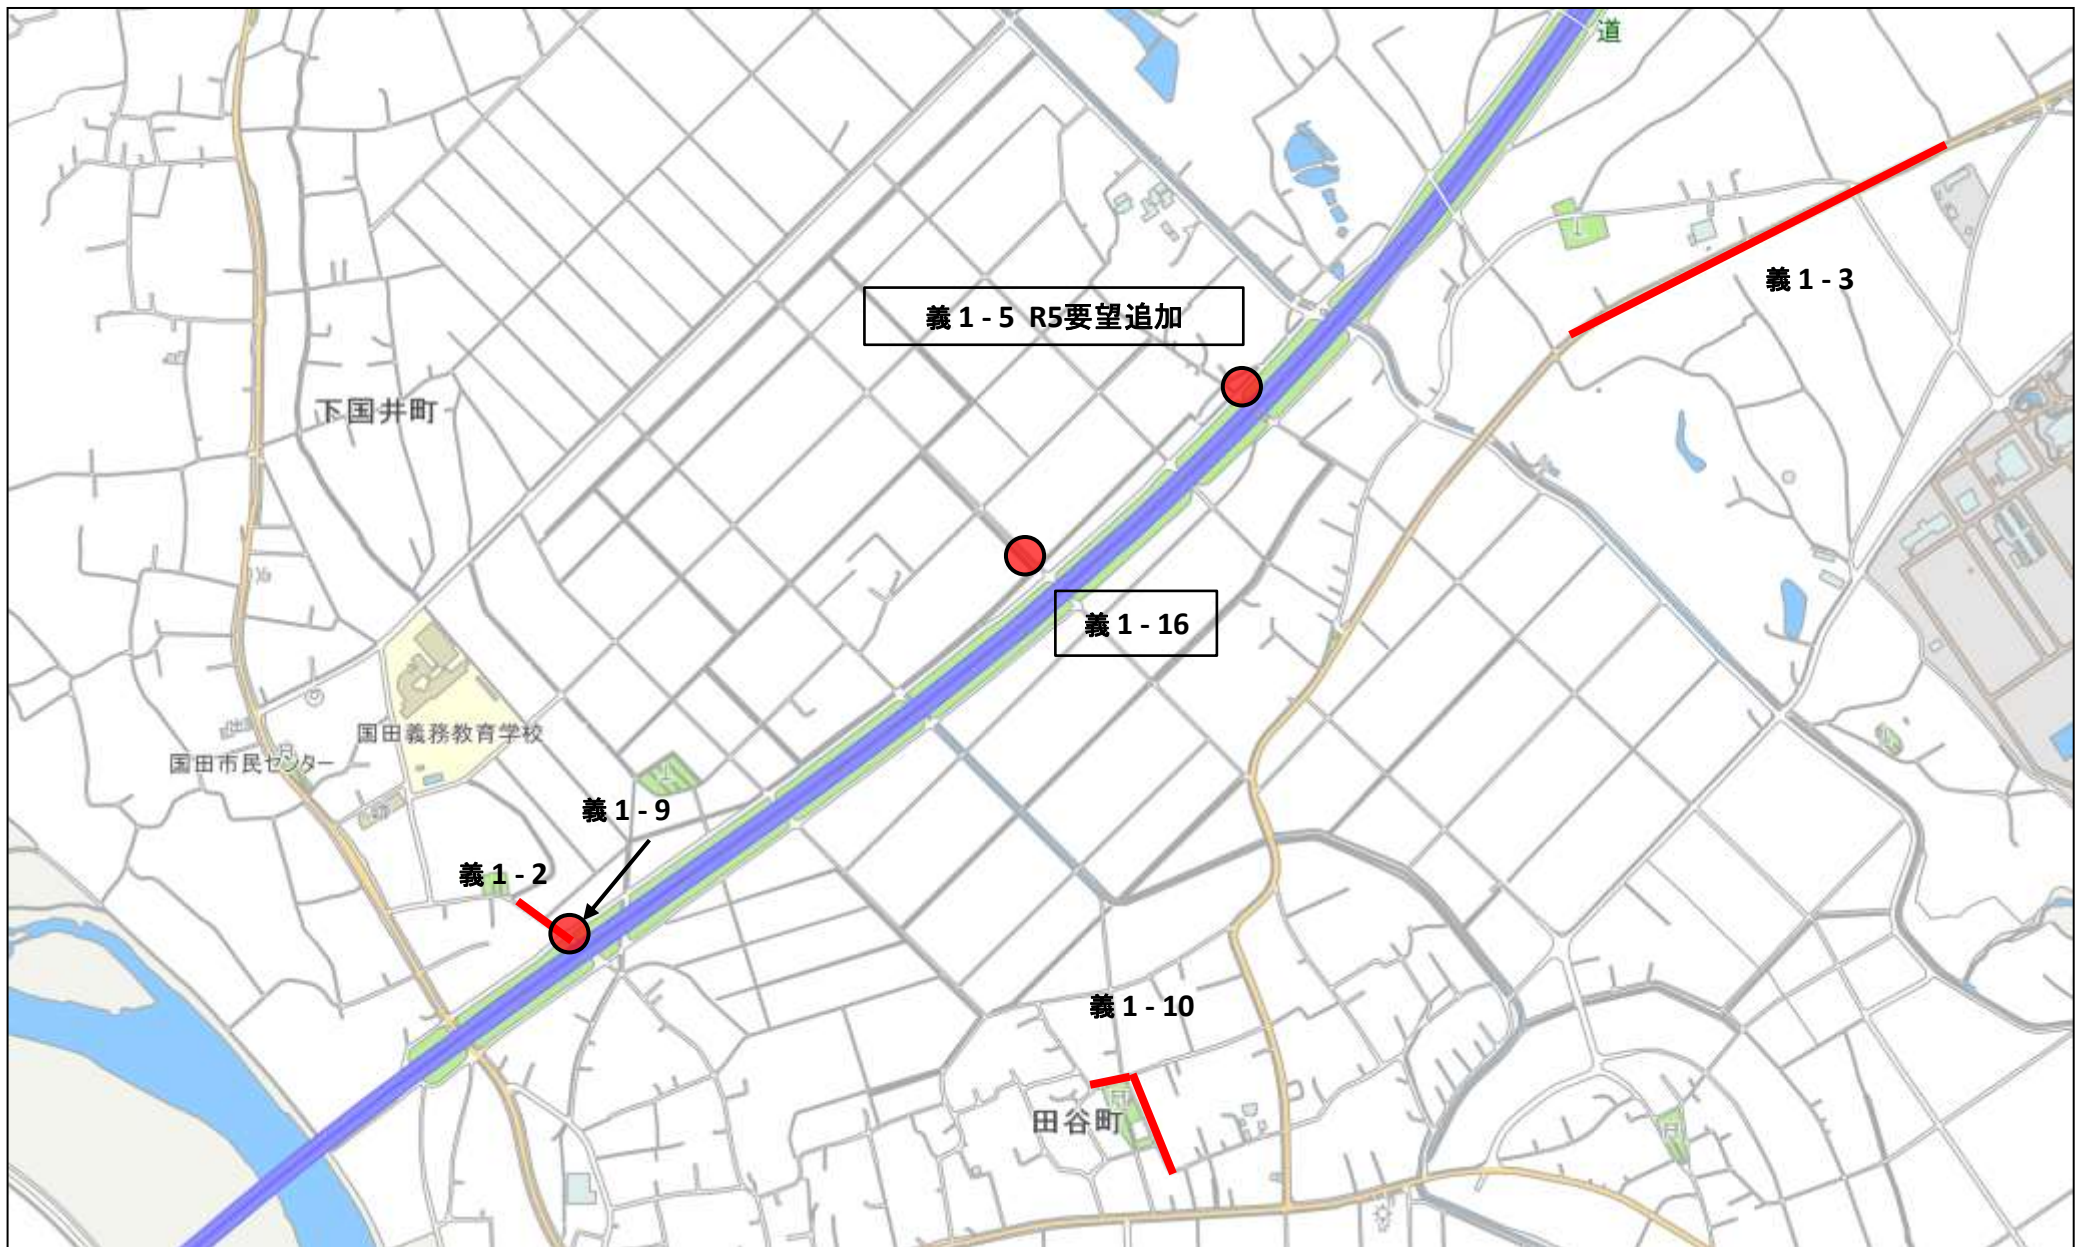 道
義 1 - 3
義 1 - 5 R5要望追加
下国井町
義 1 - 16
国田義務教育学校
国田市民センター
義 1 - 9
義 1 - 2
義 1 - 10
田谷町